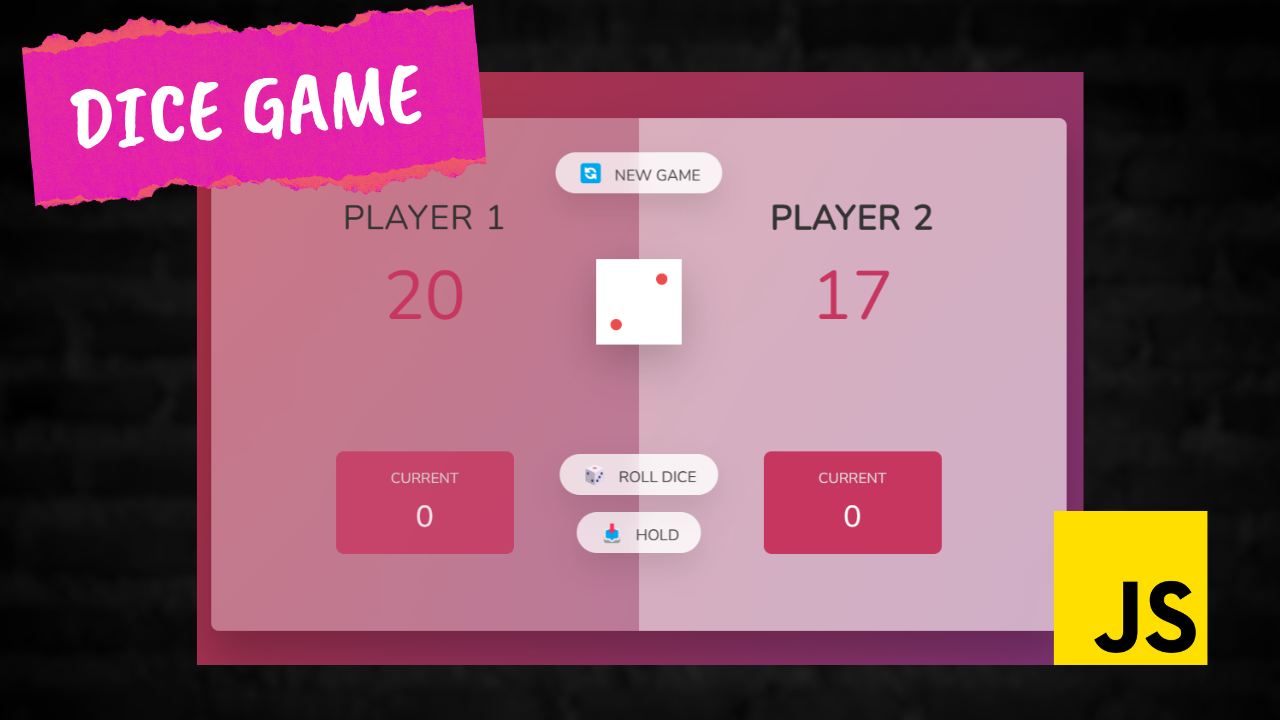 DICE GAME
NEW GAME
PLAYER 1
PLAYER 2
20
17
CURRENT
0
ROLL DICE
HOLD
CURRENT
0
JS